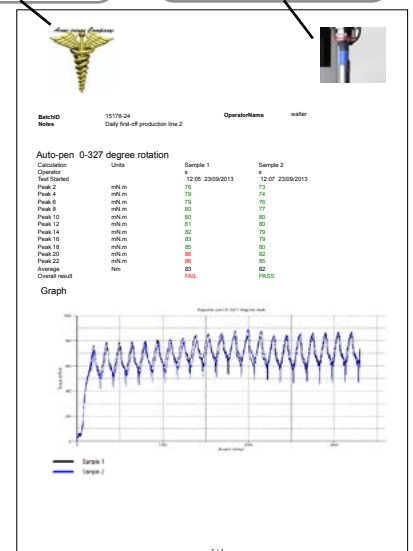 BatchID 15178-24 OperatorName walter
Notes Daily first-off production line 2
Auto-pen 0-327 degree rotation
Calculation Units Sample 1 Sample 2
Operator s s
Test Started 12:05 23/09/2013 12:07 23/09/2013
Peak 2 mN.m 76 73
Peak 4 mN.m 79 74
Peak 6 mN.m 79 76
Peak 8 mN.m 80 77
Peak 10 mN.m 80 80
Peak 12 mN.m 81 80
Peak 14 mN.m 82 79
Peak 16 mN.m 83 79
Peak 18 mN.m 85 80
Peak 20 mN.m 86 82
Peak 22 mN.m 86 85
Average Nm 83 82
Overall result FAIL PASS
Graph
Sample 1
Sample 2